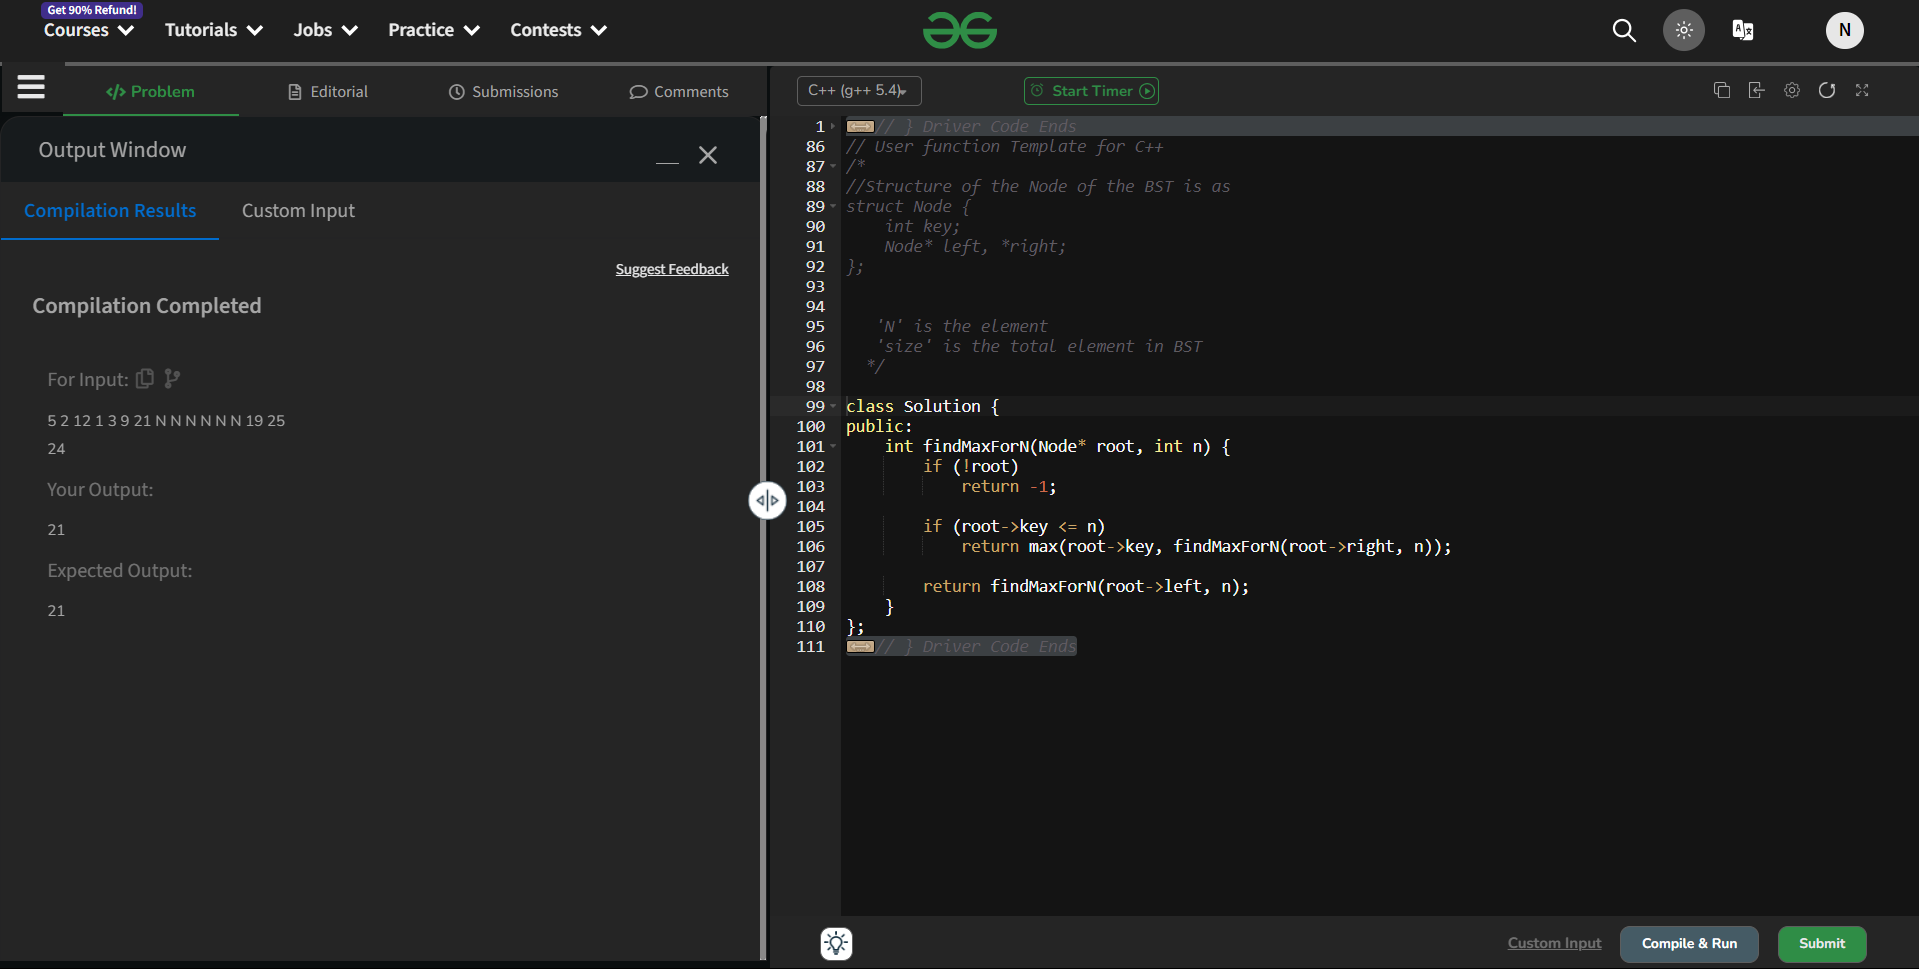 Get 90% Refund!
Courses Tutorials Jobs Practice Contests
N
Problem Editorial Submissions Comments
C++ (g++ 5.4)
Start Timer
Output Window
Compilation Results Custom Input
Suggest Feedback
Compilation Completed
For Input:
5 2 12 1 3 9 21 N N N N N N 19 25
24
Your Output:
21
Expected Output:
21
1 // } Driver Code Ends
86 // User function Template for C++
87 /*
88 //Structure of the Node of the BST is as
89 struct Node {
90     int key;
91     Node* left, *right;
92 };
93
94
95    'N' is the element
96    'size' is the total element in BST
97   */
98
99 class Solution {
100 public:
101     int findMaxForN(Node* root, int n) {
102         if (!root)
103             return -1;
104
105         if (root->key <= n)
106             return max(root->key, findMaxForN(root->right, n));
107
108         return findMaxForN(root->left, n);
109     }
110 };
111 // } Driver Code Ends
Custom Input Compile & Run Submit